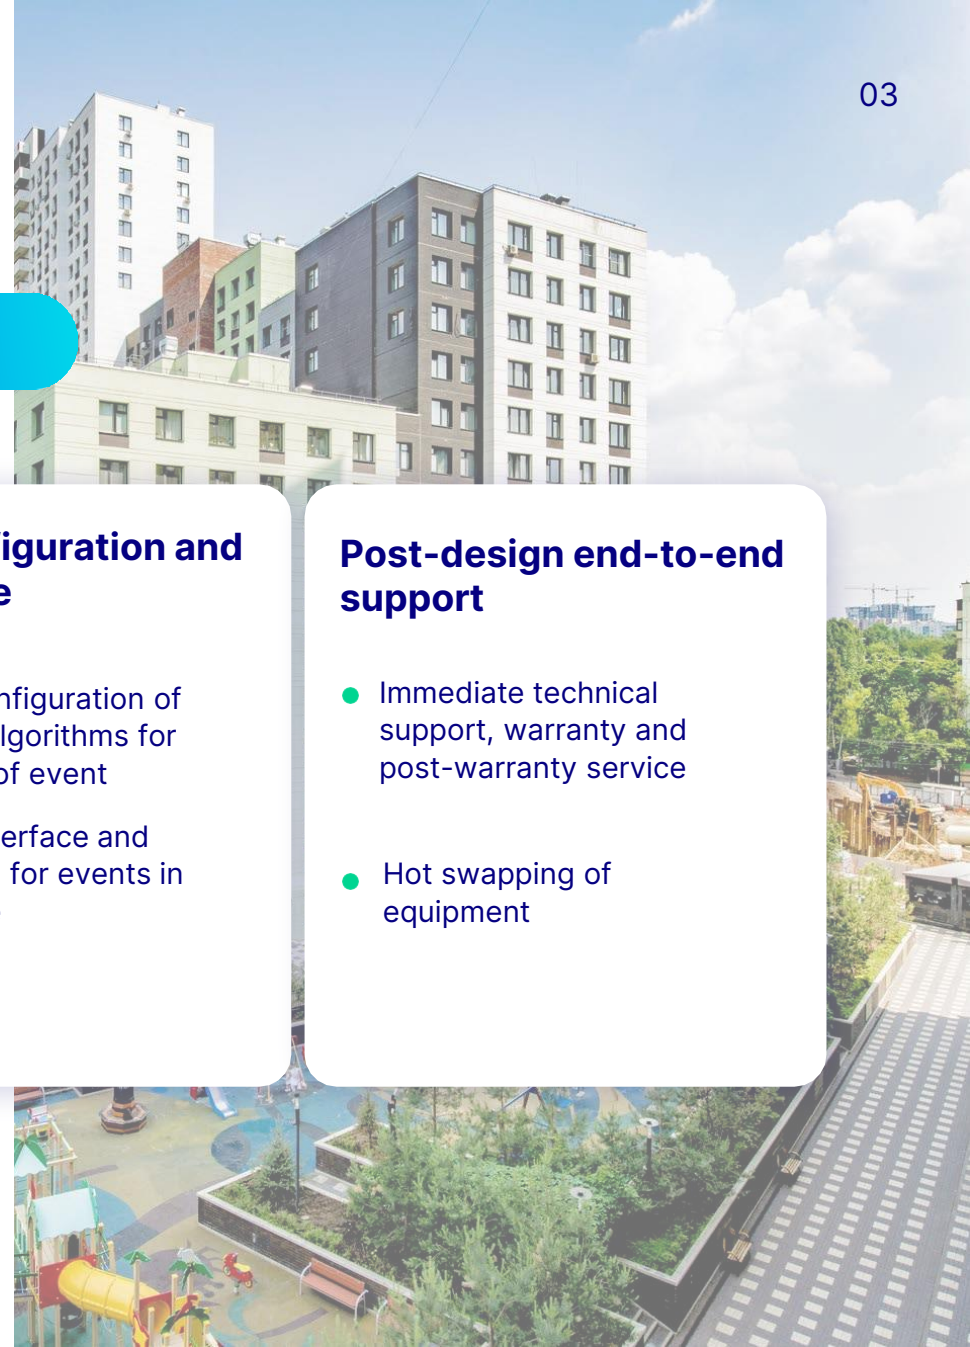 03
iguration and
e
nfiguration of
lgorithms for
of event
erface and
for events in
Post-design end-to-end
support
Immediate technical
support, warranty and
post-warranty service
Hot swapping of
equipment